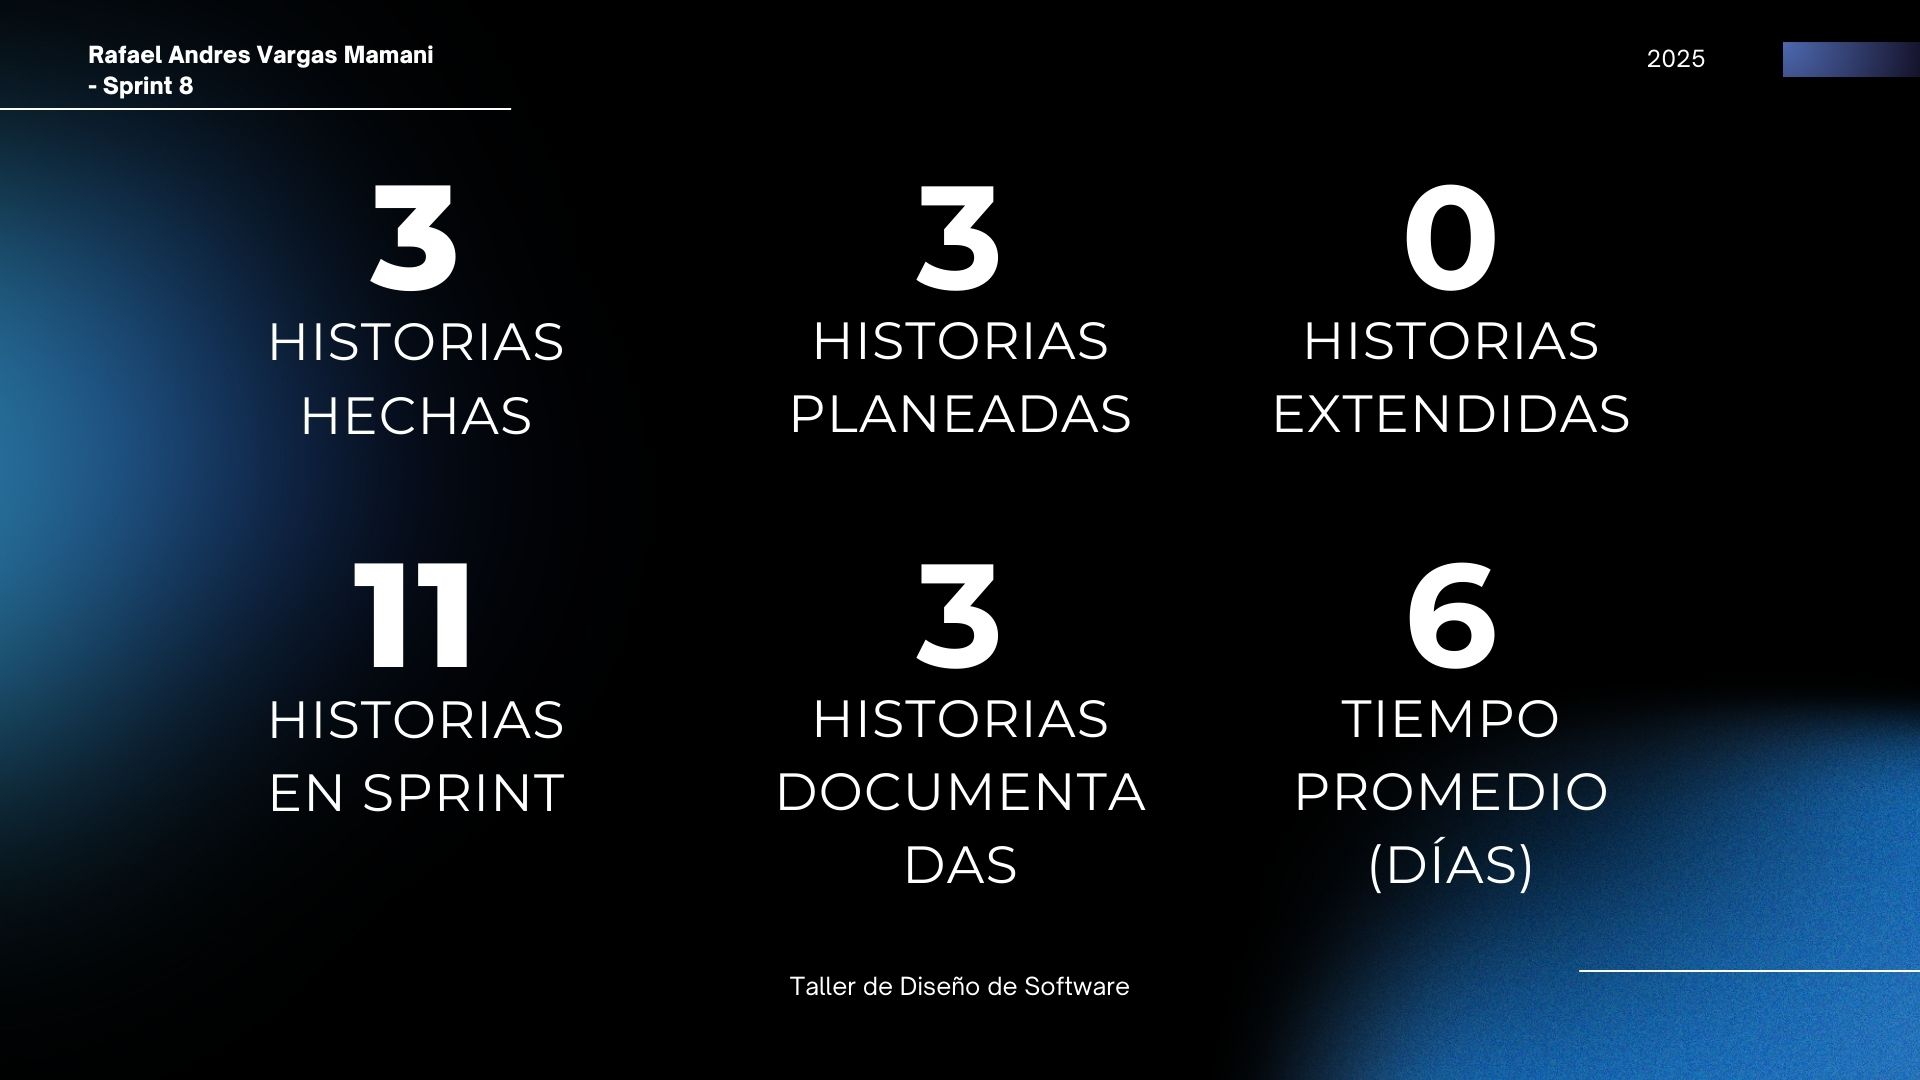 Rafael Andres Vargas Mamani
- Sprint 8
2025
3
HISTORIAS
HECHAS
3
HISTORIAS
PLANEADAS
0
HISTORIAS
EXTENDIDAS
11
HISTORIAS
EN SPRINT
3
HISTORIAS
DOCUMENTA
DAS
6
TIEMPO
PROMEDIO
(DÍAS)
Taller de Diseño de Software